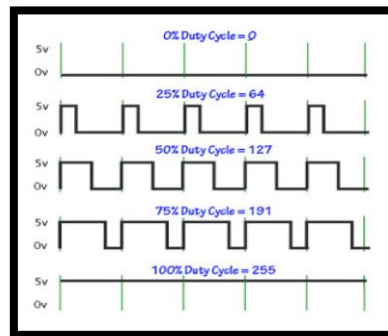 0% Duty Cycle = 0
5v
0v
25% Duty Cycle = 64
5v
0v
50% Duty Cycle = 127
5v
0v
75% Duty Cycle = 191
5v
0v
100% Duty Cycle = 255
5v
0v